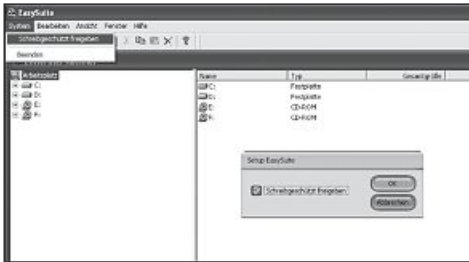 EasySuite
System Bearbeiten Ansicht Fenster Hilfe
Schreibgeschützt freigeben
Beenden
Arbeitsplatz
C:
D:
E:
F:
Name Typ Gesamtgröße
C: Festplatte
D: Festplatte
E: CD-ROM
F: CD-ROM
Setup EasySuite
Schreibgeschützt freigeben
OK
Abbrechen